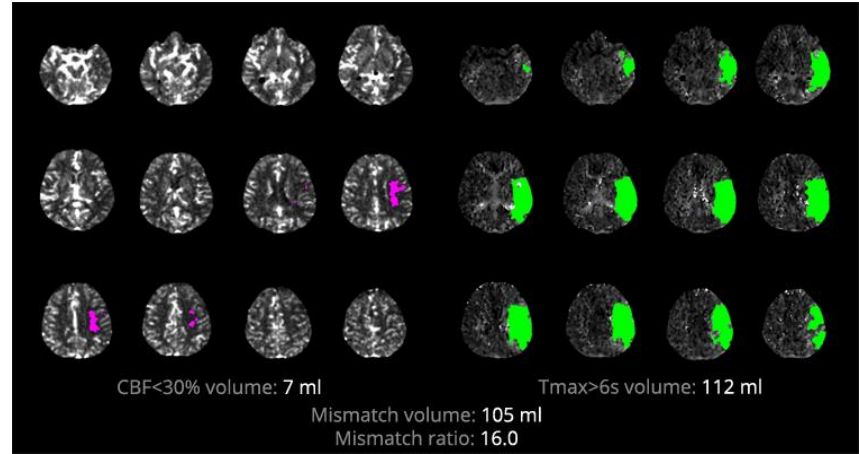 CBF<30% volume: 7 ml
Tmax>6s volume: 112 ml
Mismatch volume: 105 ml
Mismatch ratio: 16.0